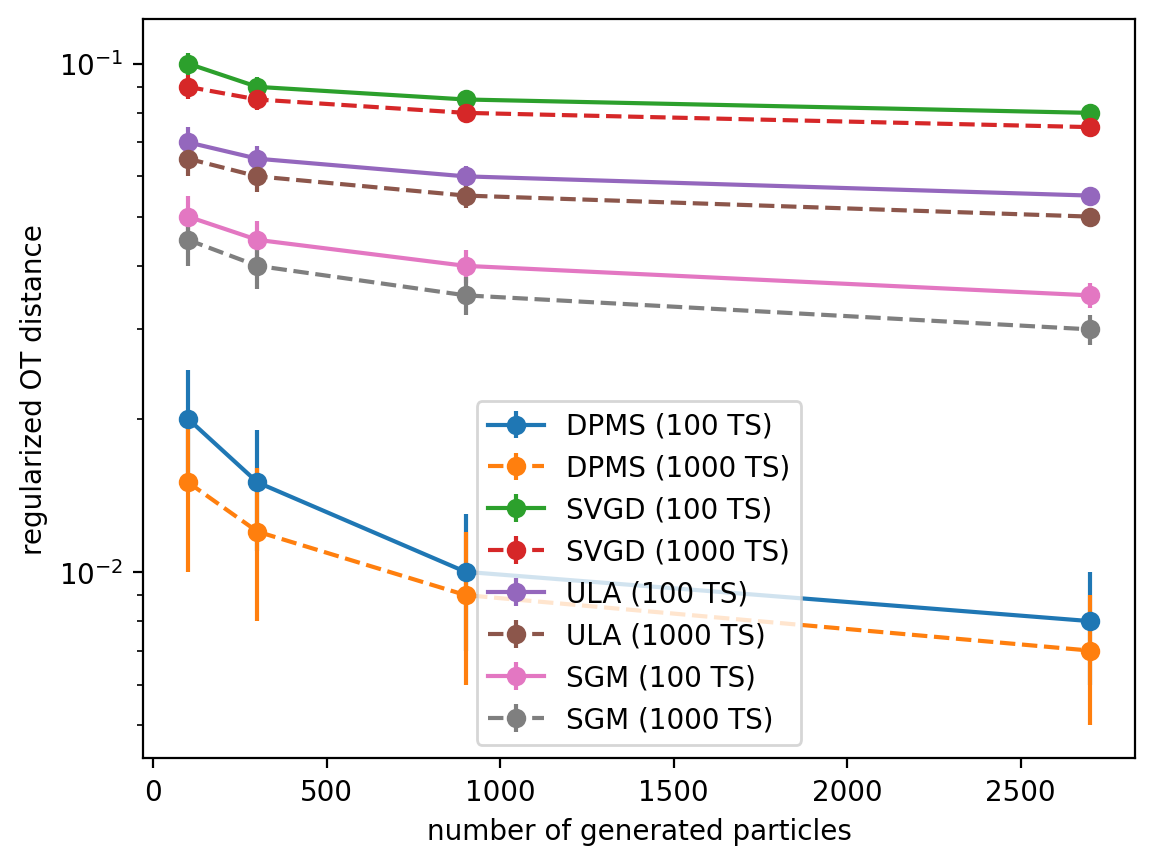 10⁻¹
10⁻²
regularized OT distance
DPMS (100 TS)
DPMS (1000 TS)
SVGD (100 TS)
SVGD (1000 TS)
ULA (100 TS)
ULA (1000 TS)
SGM (100 TS)
SGM (1000 TS)
0 500 1000 1500 2000 2500
number of generated particles